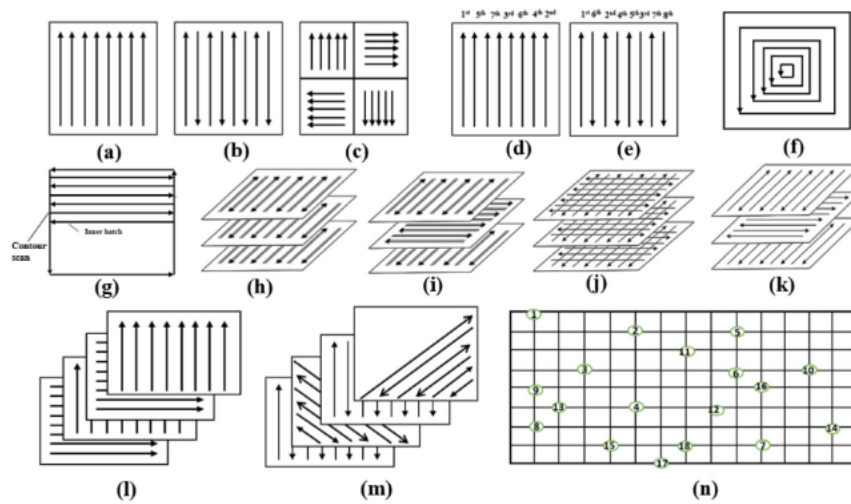 1st 5th 7th 3rd 6th 4th 2nd
1st 6th 2nd 4th 5th 3rd 7th 8th
(a)
(b)
(c)
(d)
(e)
(f)
Contour scan
Inner hatch
(g)
(h)
(i)
(j)
(k)
1
2
5
11
3
6
10
16
9
13
4
12
8
14
15
18
7
17
(l)
(m)
(n)